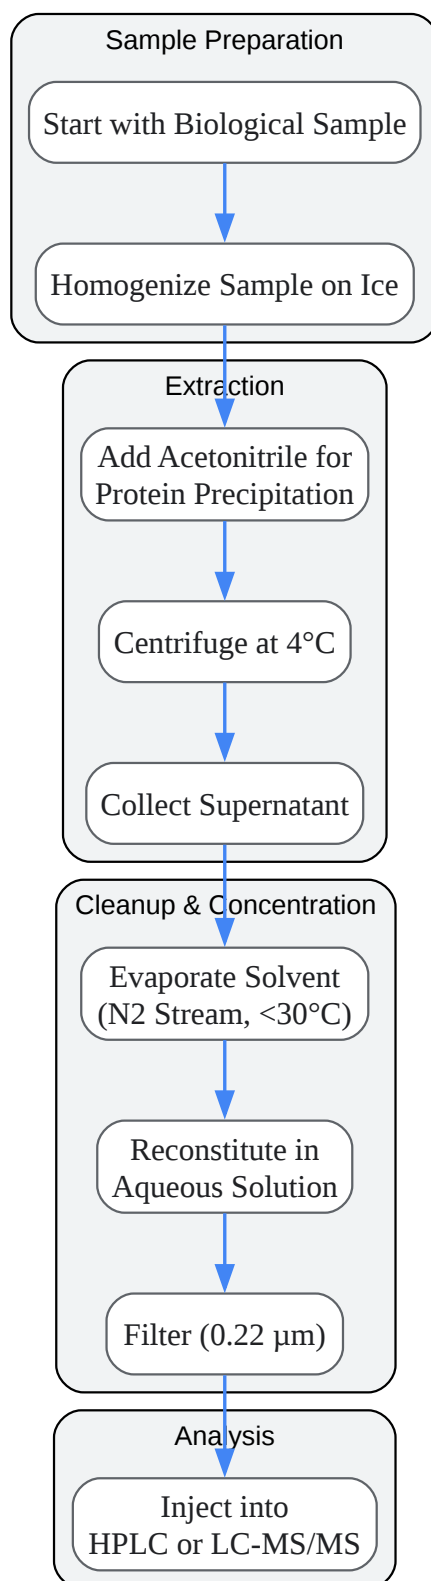 Sample Preparation
Start with Biological Sample
Homogenize Sample on Ice
Extraction
Add Acetonitrile for
Protein Precipitation
Centrifuge at 4°C
Collect Supernatant
Cleanup & Concentration
Evaporate Solvent
(N2 Stream, <30°C)
Reconstitute in
Aqueous Solution
Filter (0.22 µm)
Analysis
Inject into
HPLC or LC-MS/MS